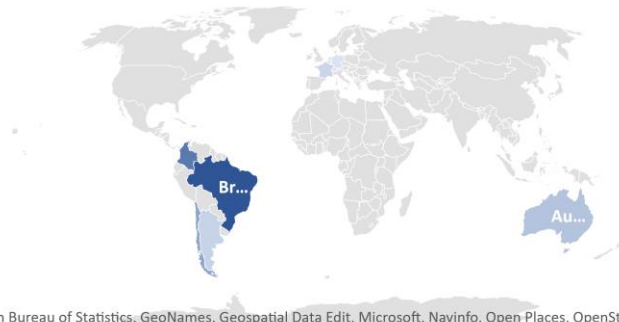 Br...
Au...
n Bureau of Statistics, GeoNames, Geospatial Data Edit, Microsoft, Navinfo, Open Places, OpenSt